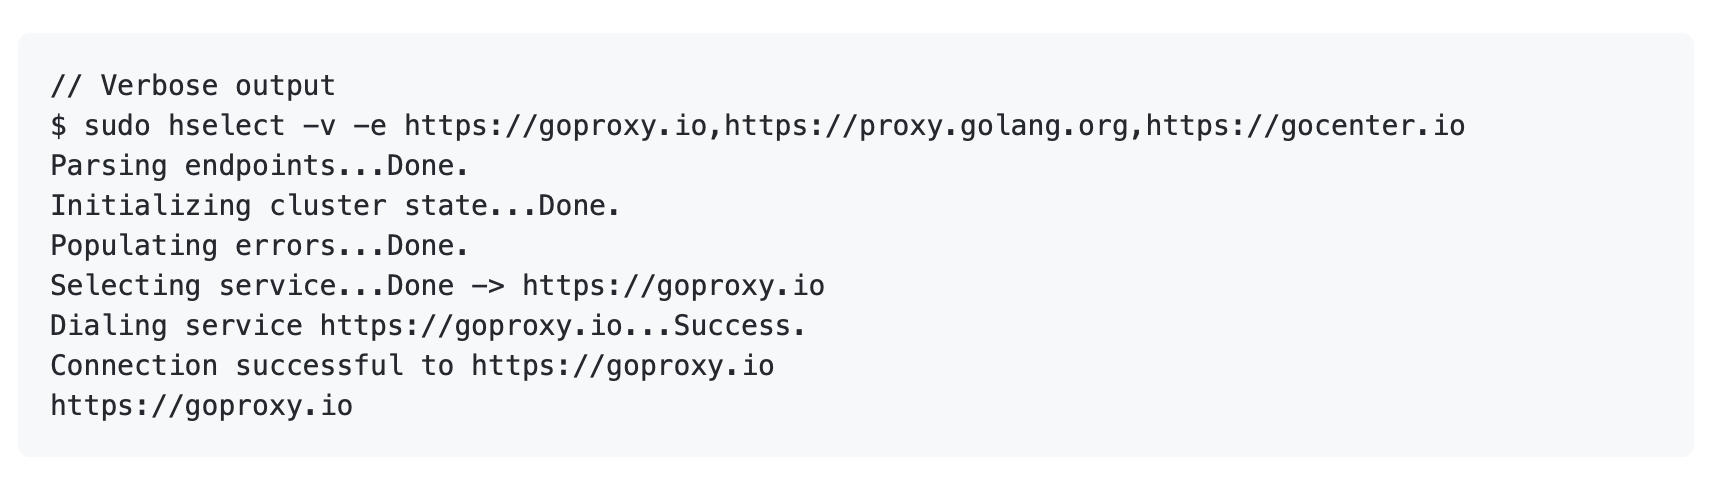 // Verbose output
$ sudo hselect -v -e https://goproxy.io,https://proxy.golang.org,https://gocenter.io
Parsing endpoints...Done.
Initializing cluster state...Done.
Populating errors...Done.
Selecting service...Done -> https://goproxy.io
Dialing service https://goproxy.io...Success.
Connection successful to https://goproxy.io
https://goproxy.io